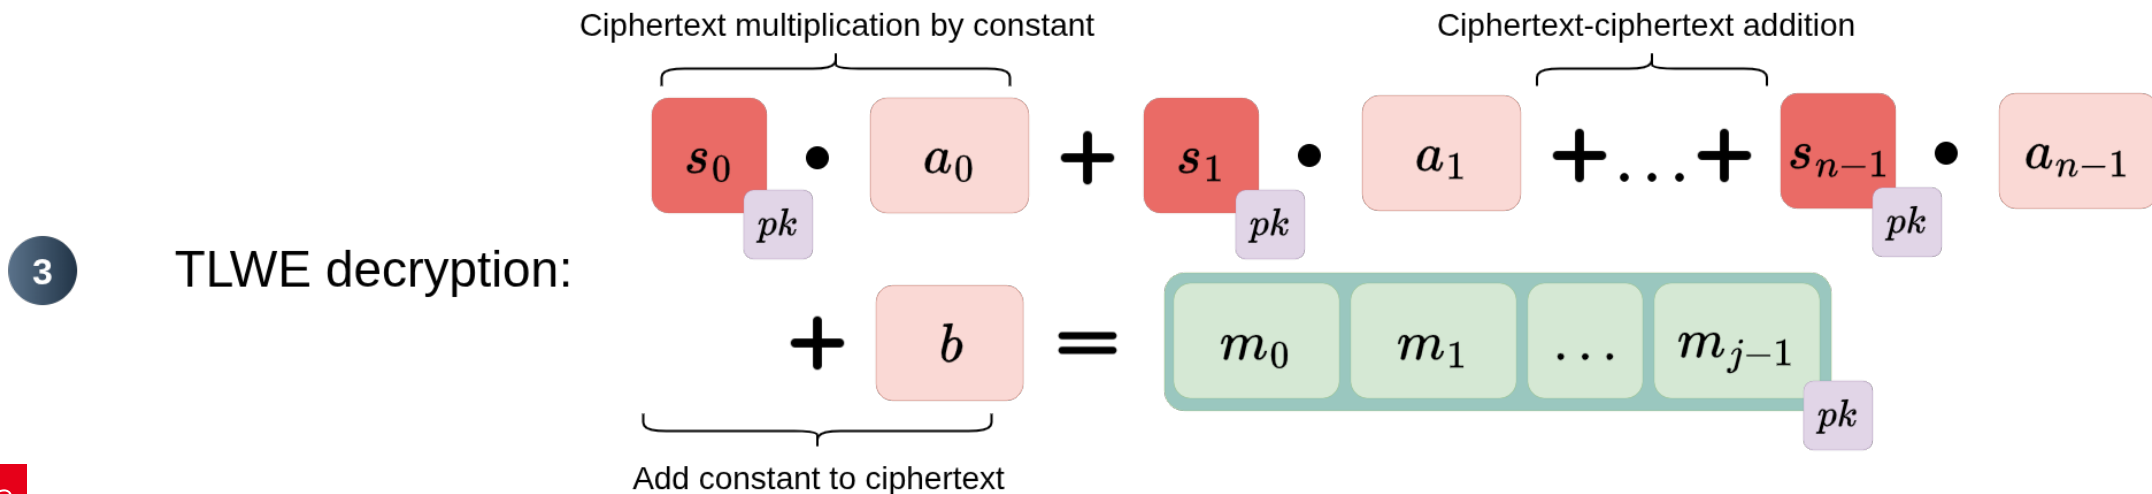 Ciphertext multiplication by constant
Ciphertext-ciphertext addition
s₀ • a₀ + s₁ • a₁ +...+ sₙ₋₁ • aₙ₋₁
pk pk pk
3 TLWE decryption:
+ b = m₀ m₁ ... mⱼ₋₁
pk
Add constant to ciphertext